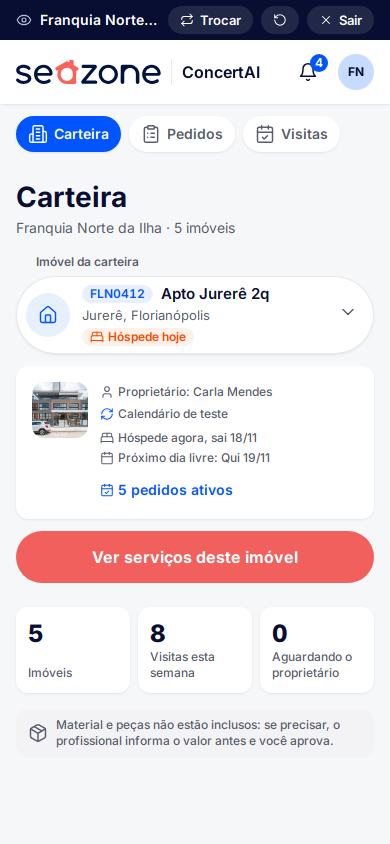 Franquia Norte...
Trocar
Sair
seazone
ConcertAI
4
FN
Carteira
Pedidos
Visitas
Carteira
Franquia Norte da Ilha · 5 imóveis
Imóvel da carteira
FLN0412
Apto Jurerê 2q
Jurerê, Florianópolis
Hóspede hoje
Proprietário: Carla Mendes
Calendário de teste
Hóspede agora, sai 18/11
Próximo dia livre: Qui 19/11
5 pedidos ativos
Ver serviços deste imóvel
5
Imóveis
8
Visitas esta
semana
0
Aguardando o
proprietário
Material e peças não estão inclusos: se precisar, o
profissional informa o valor antes e você aprova.